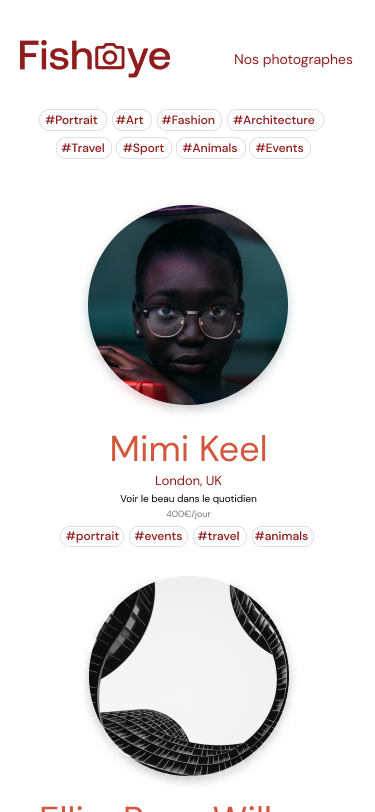 FishEye
Nos photographes
#Portrait #Art #Fashion #Architecture
#Travel #Sport #Animals #Events
Mimi Keel
London, UK
Voir le beau dans le quotidien
400€/jour
#portrait #events #travel #animals